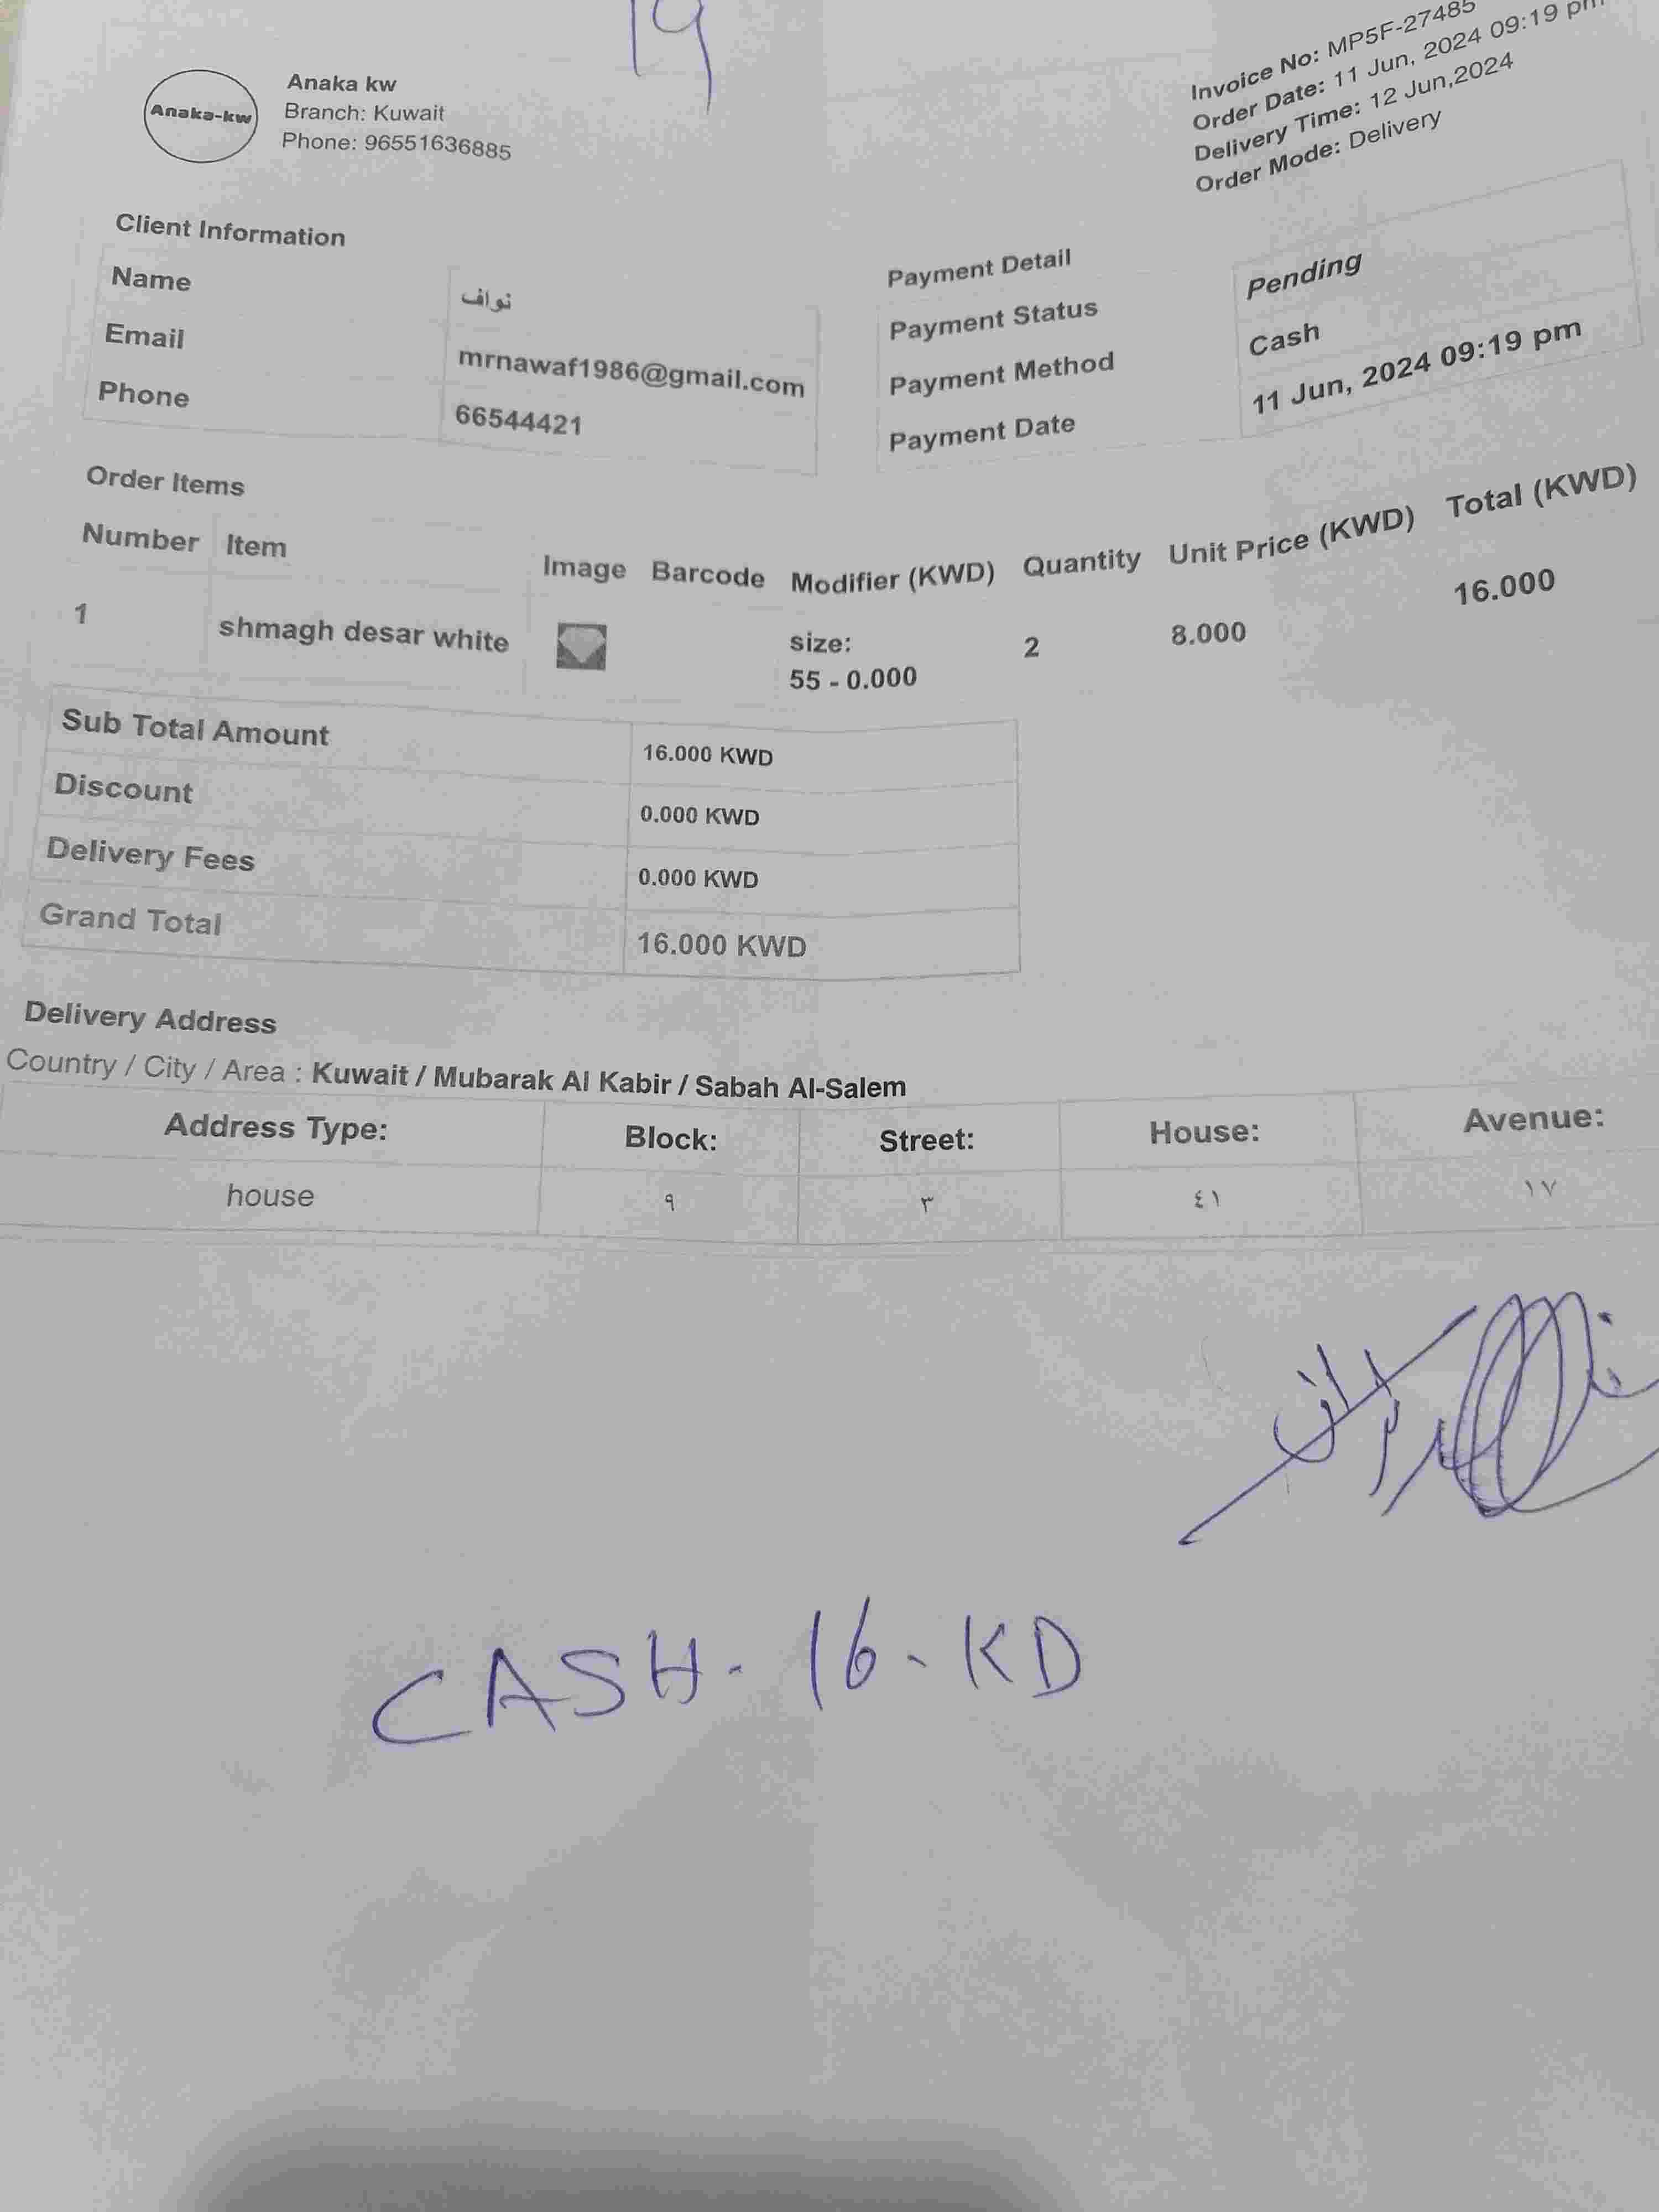 19
Anaka-kw
Anaka kw
Branch: Kuwait
Phone: 96551636885
Invoice No: MP5F-27485
Order Date: 11 Jun, 2024 09:19 pm
Delivery Time: 12 Jun,2024
Order Mode: Delivery
Client Information
Name نواف
Email mrnawaf1986@gmail.com
Phone 66544421
Payment Detail
Payment Status Pending
Payment Method Cash
Payment Date 11 Jun, 2024 09:19 pm
Order Items
Number Item Image Barcode Modifier (KWD) Quantity Unit Price (KWD) Total (KWD)
1 shmagh desar white size: 2 8.000 16.000
55 - 0.000
Sub Total Amount 16.000 KWD
Discount 0.000 KWD
Delivery Fees 0.000 KWD
Grand Total 16.000 KWD
Delivery Address
Country / City / Area : Kuwait / Mubarak Al Kabir / Sabah Al-Salem
Address Type: Block: Street: House: Avenue:
house ٩ ٣ ٤١ ١٧
CASH - 16 - KD